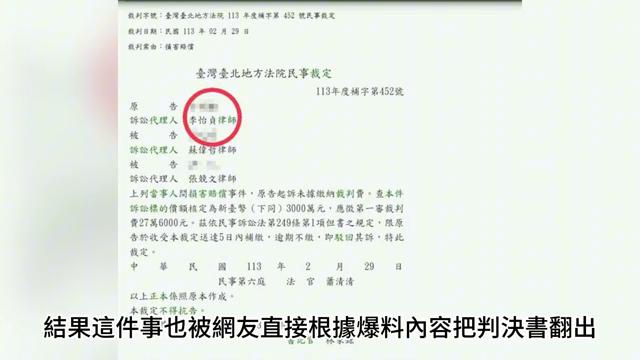 裁判字號：臺灣臺北地方法院 113 年度補字第 452 號民事裁定
裁判日期：民國 113 年 02 月 29 日
裁判案由：損害賠償
臺灣臺北地方法院民事裁定
113年度補字第452號
原 告
訴訟代理人 李怡貞律師
被 告
訴訟代理人 蘇偉哲律師
被 告
訴訟代理人 張競文律師
上列當事人間損害賠償事件，原告起訴未據繳納裁判費。查本件
訴訟標的價額核定為新臺幣（下同）3000萬元，應徵第一審裁判
費27萬6000元。茲依民事訴訟法第249條第1項但書之規定，限原
告於收受本裁定送達5日內補繳，逾期不繳，即駁回其訴，特此
裁定。
中 華 民 國 113 年 2 月 29 日
民事第六庭 法 官 蕭清清
以上正本係照原本作成。
本裁定不得抗告。
結果這件事也被網友直接根據爆料內容把判決書翻出